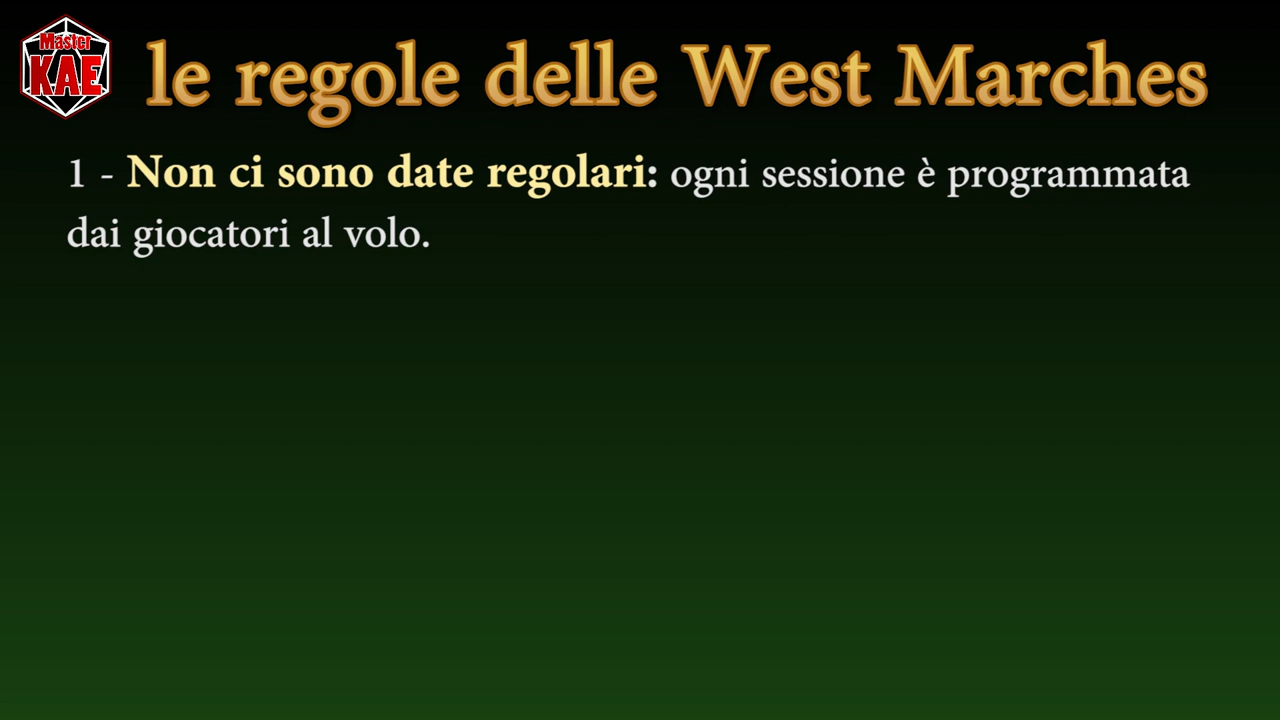 Master
KAE
le regole delle West Marches
1 - Non ci sono date regolari: ogni sessione è programmata
dai giocatori al volo.